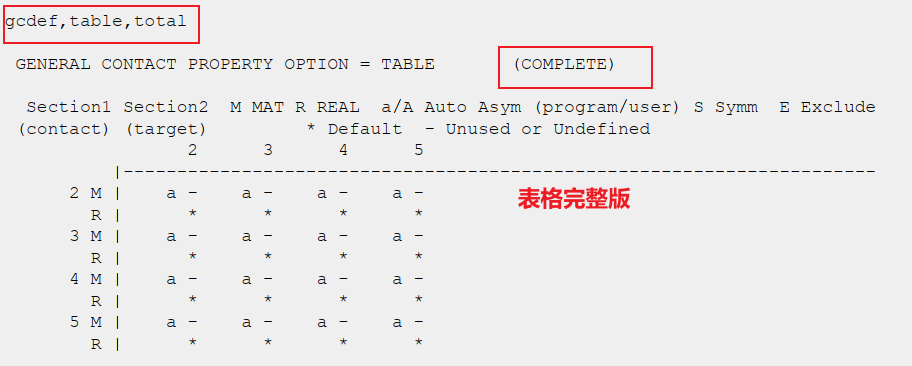 gcdef,table,total
GENERAL CONTACT PROPERTY OPTION = TABLE (COMPLETE)
Section1 Section2 M MAT R REAL a/A Auto Asym (program/user) S Symm E Exclude
(contact) (target) * Default - Unused or Undefined
2 3 4 5
|-----------------------------------------------------------------------
2 M | a - a - a - a -
R | * * * *
3 M | a - a - a - a -
R | * * * *
4 M | a - a - a - a -
R | * * * *
5 M | a - a - a - a -
R | * * * *
表格完整版